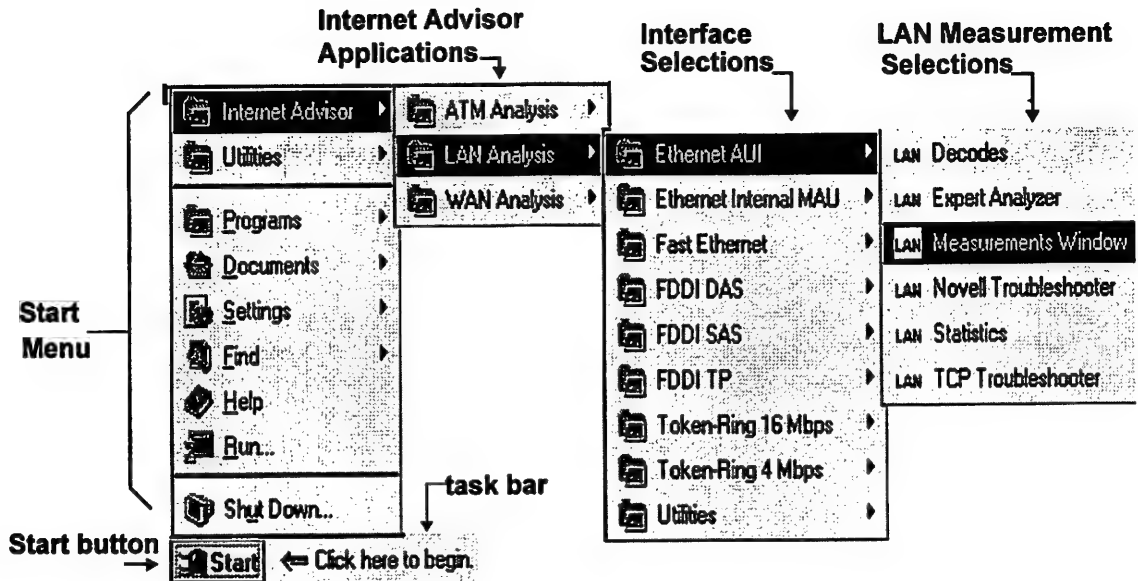 Internet Advisor
Applications
Interface
Selections
LAN Measurement
Selections
Start
Menu
Internet Advisor
Utilities
Programs
Documents
Settings
Find
Help
Run...
Shut Down...
ATM Analysis
LAN Analysis
WAN Analysis
Ethernet AUI
Ethernet Internal MAU
Fast Ethernet
FDDI DAS
FDDI SAS
FDDI TP
Token-Ring 16 Mbps
Token-Ring 4 Mbps
Utilities
LAN Decodes
LAN Expert Analyzer
LAN Measurements Window
LAN Novell Troubleshooter
LAN Statistics
LAN TCP Troubleshooter
task bar
Start button
Start
Click here to begin.